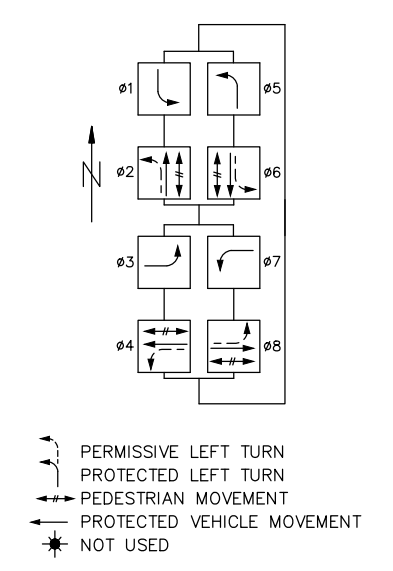 ø1
ø5
ø2
ø6
N
ø3
ø7
ø4
ø8
PERMISSIVE LEFT TURN
PROTECTED LEFT TURN
PEDESTRIAN MOVEMENT
PROTECTED VEHICLE MOVEMENT
NOT USED